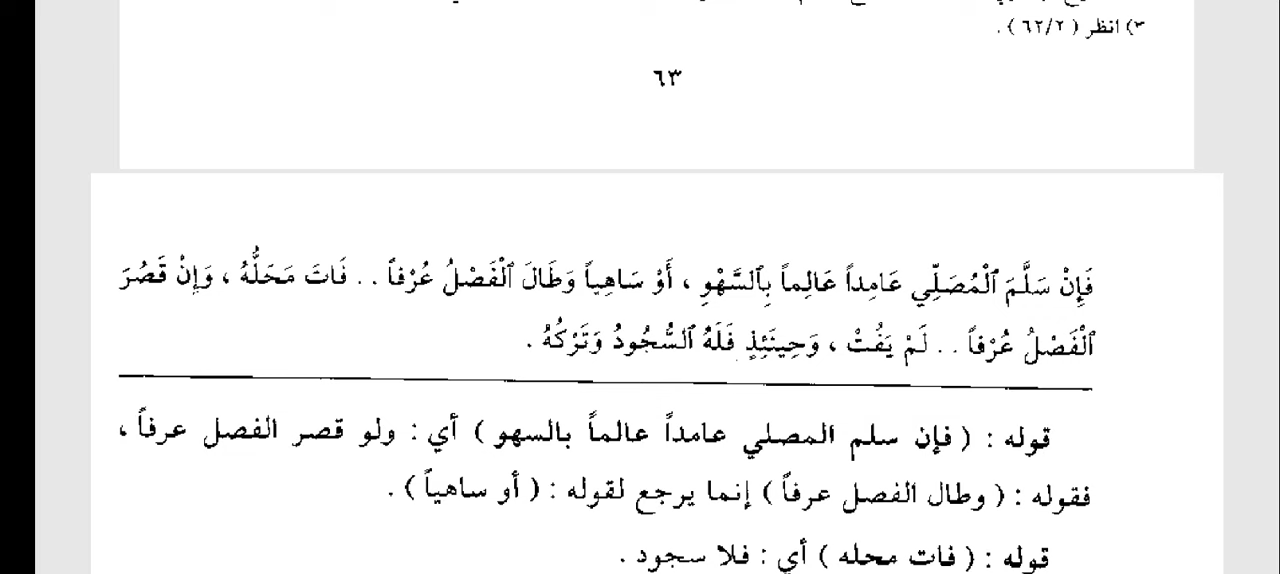 ٣) انظر ( ٦٢/٢ ) .
٦٣
فَإِنْ سَلَّمَ ٱلْمُصَلِّي عَامِداً عَالِماً بِٱلسَّهْوِ ، أَوْ سَاهِياً وَطَالَ ٱلْفَصْلُ عُرْفاً . . فَاتَ مَحَلُّهُ ، وَإِنْ قَصُرَ
ٱلْفَصْلُ عُرْفاً . . لَمْ يَفُتْ ، وَحِينَئِذٍ فَلَهُ ٱلسُّجُودُ وَتَرْكُهُ .
قوله : ( فإن سلم المصلي عامداً عالماً بالسهو ) أي : ولو قصر الفصل عرفاً ،
فقوله : ( وطال الفصل عرفاً ) إنما يرجع لقوله : ( أو ساهياً ) .
قوله : ( فات محله ) أي : فلا سجود .